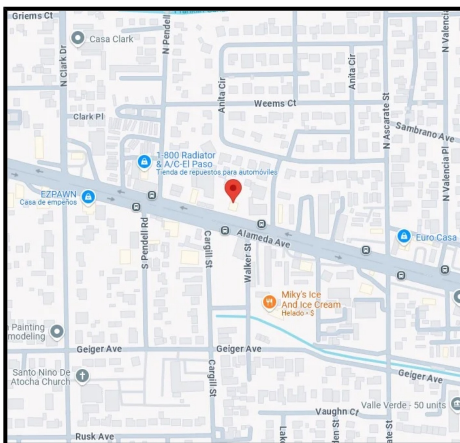 Griems Ct
N Clark Dr
Casa Clark
N Pendell
Anita Cir
Anita Cir
N Ascarate St
N Valencia
Weems Ct
Clark Pl
Sambrano Ave
N Valencia Pl
1-800 Radiator
& A/C-El Paso
Tienda de repuestos para automóviles
EZPAWN
Casa de empeños
S Pendell Rd
Cargill St
Walker St
Alameda Ave
Euro Casa
Miky's Ice
And Ice Cream
Helado - $
Painting
modeling
Geiger Ave
Geiger Ave
Geiger Ave
Santo Nino De
Atocha Church
Cargill St
Vaughn Ct
Valle Verde - 50 units
Rusk Ave